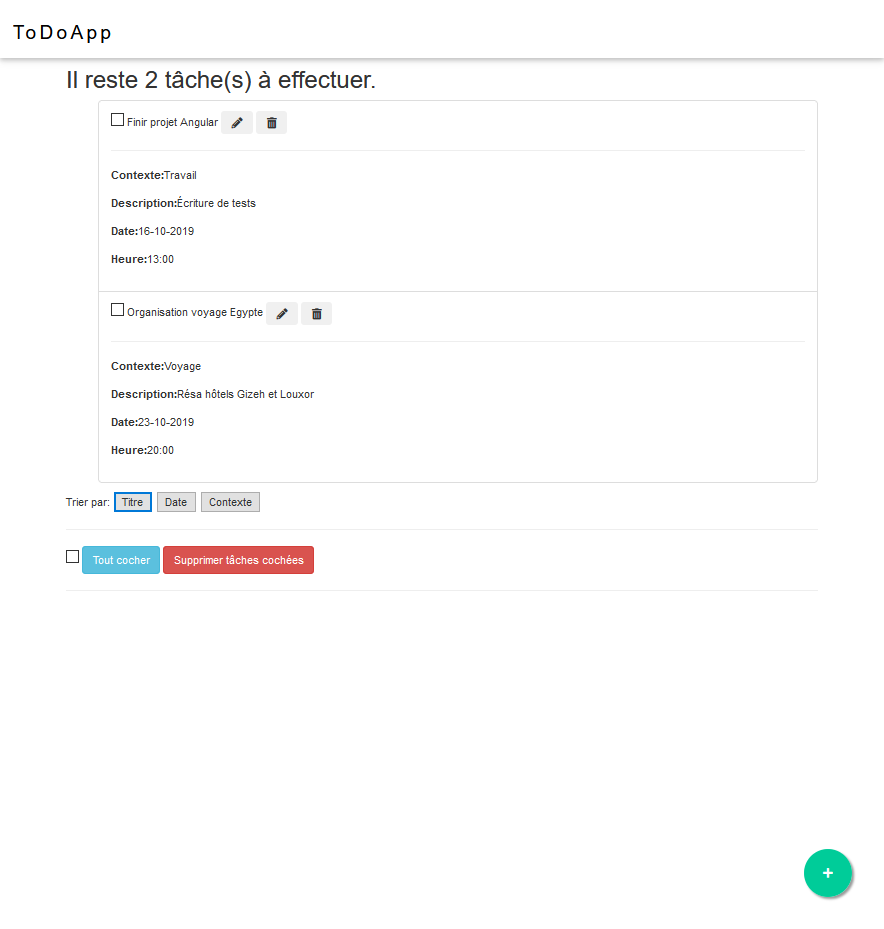 ToDoApp
Il reste 2 tâche(s) à effectuer.
Finir projet Angular
Contexte:Travail
Description:Écriture de tests
Date:16-10-2019
Heure:13:00
Organisation voyage Egypte
Contexte:Voyage
Description:Résa hôtels Gizeh et Louxor
Date:23-10-2019
Heure:20:00
Trier par: Titre Date Contexte
Tout cocher Supprimer tâches cochées
+